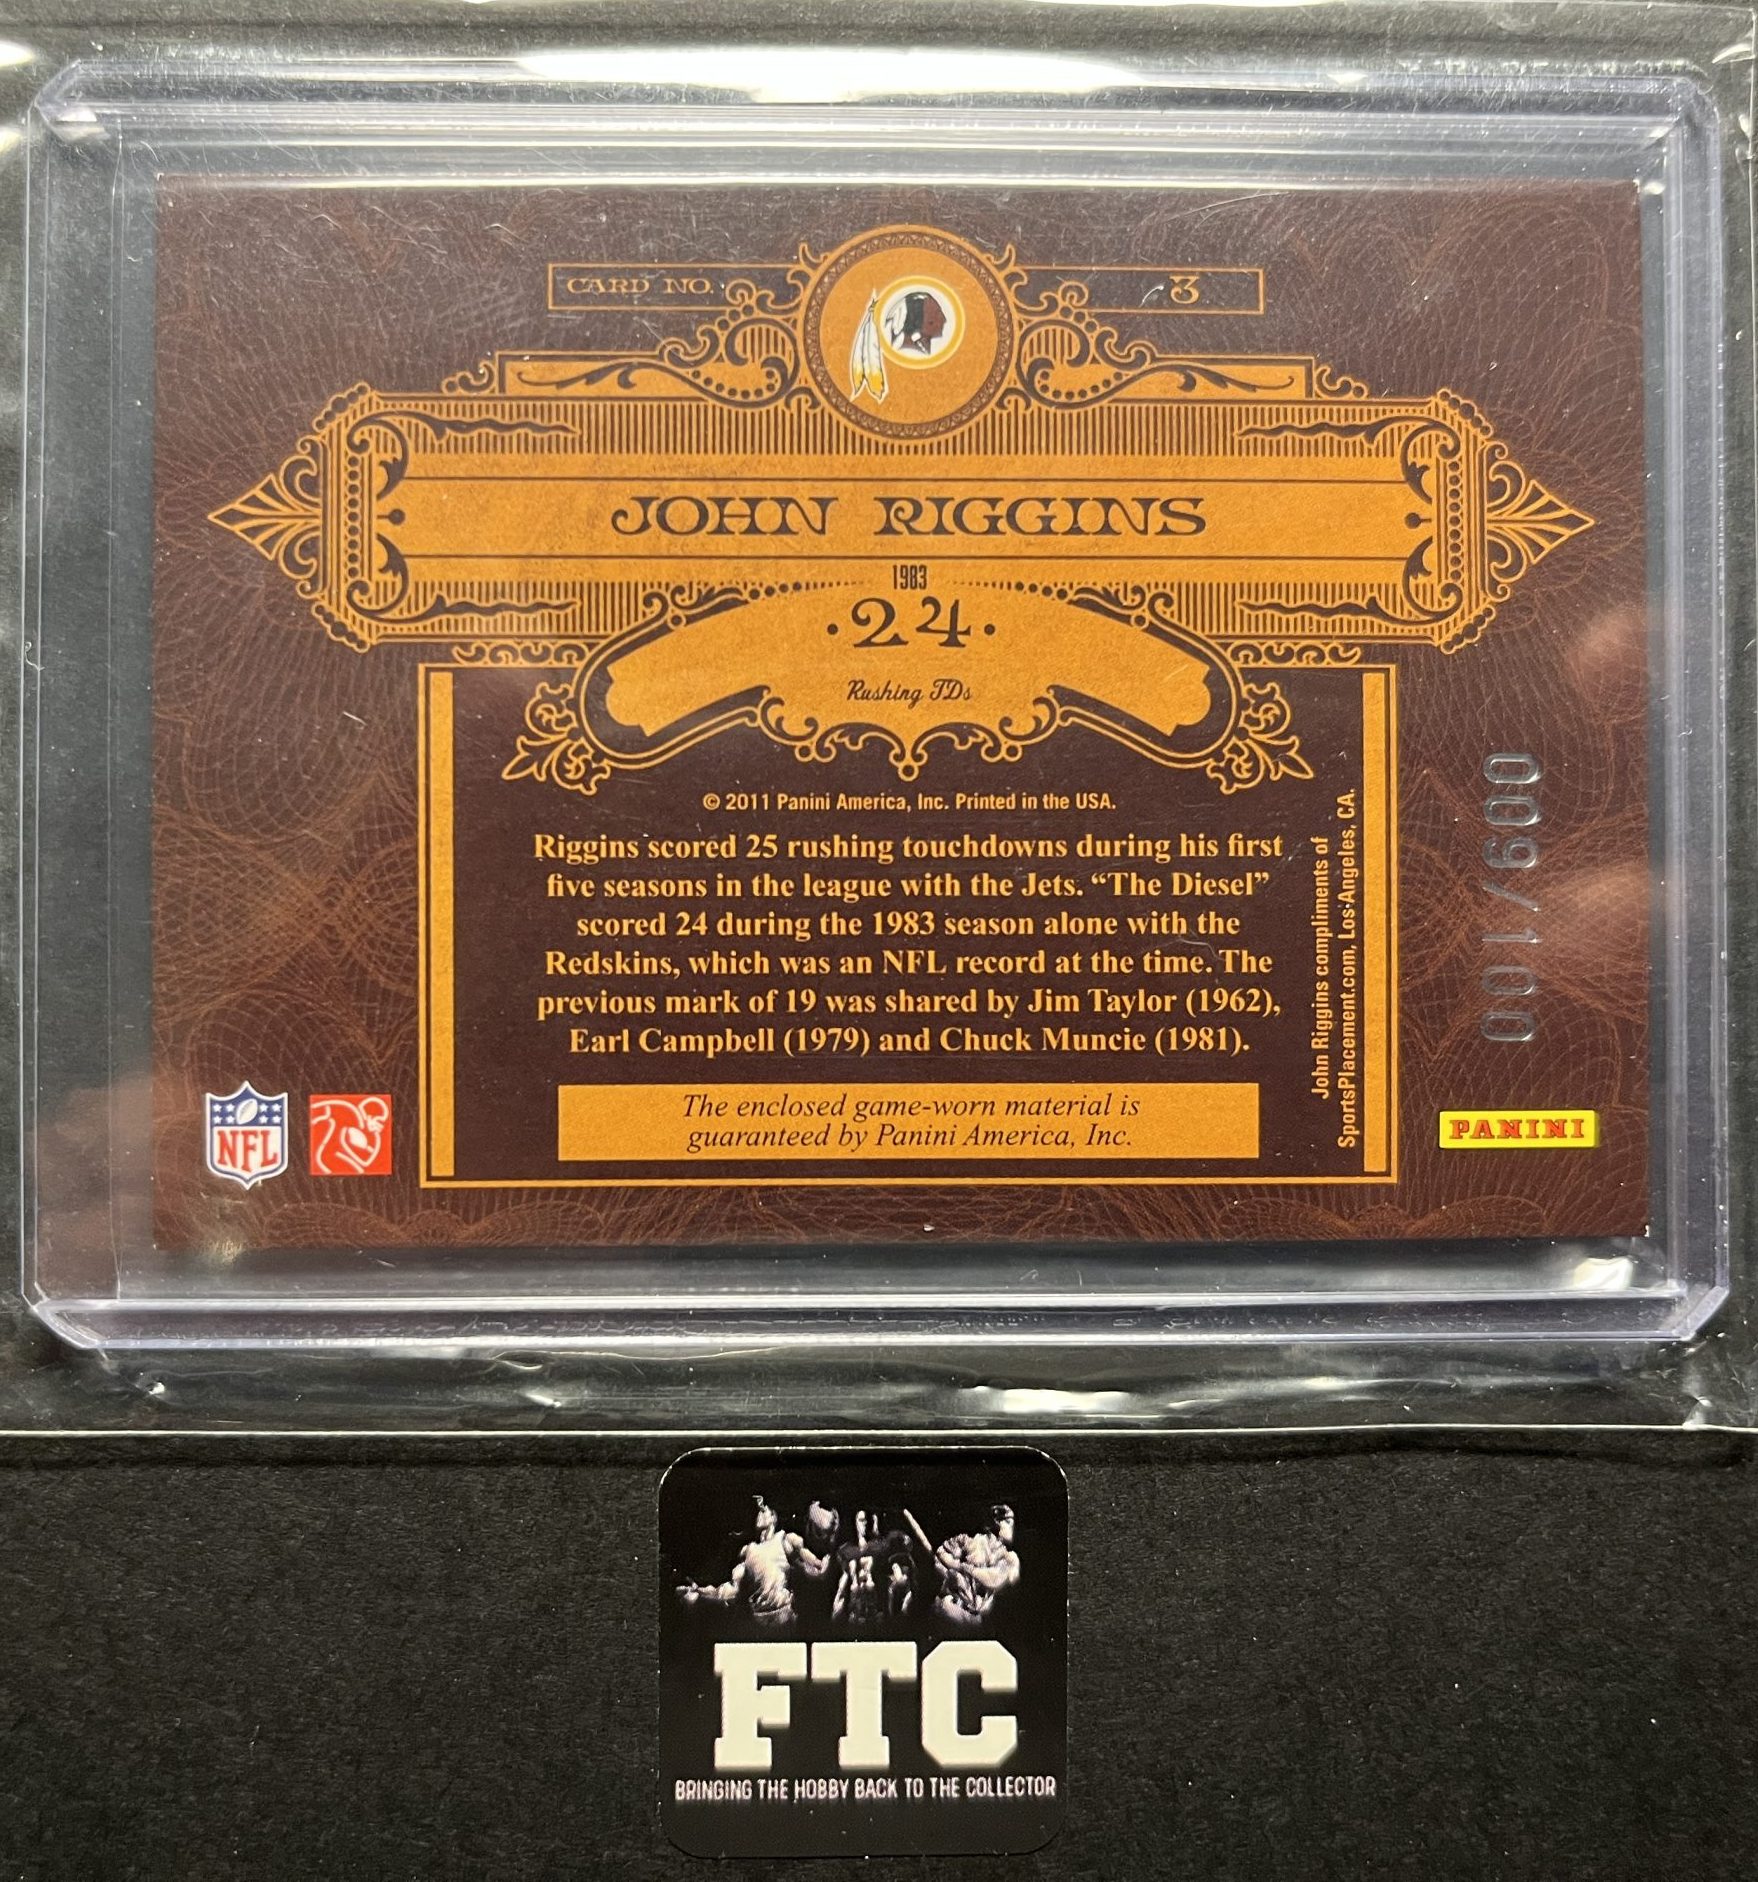 CARD NO. 3
JOHN RIGGINS
1983
·24·
Rushing TDs
© 2011 Panini America, Inc. Printed in the USA.
Riggins scored 25 rushing touchdowns during his first
five seasons in the league with the Jets. “The Diesel”
scored 24 during the 1983 season alone with the
Redskins, which was an NFL record at the time. The
previous mark of 19 was shared by Jim Taylor (1962),
Earl Campbell (1979) and Chuck Muncie (1981).
The enclosed game-worn material is
guaranteed by Panini America, Inc.
John Riggins compliments of
SportsPlacement.com, Los Angeles, CA.
009/100
NFL
PANINI
13
FTC
BRINGING THE HOBBY BACK TO THE COLLECTOR